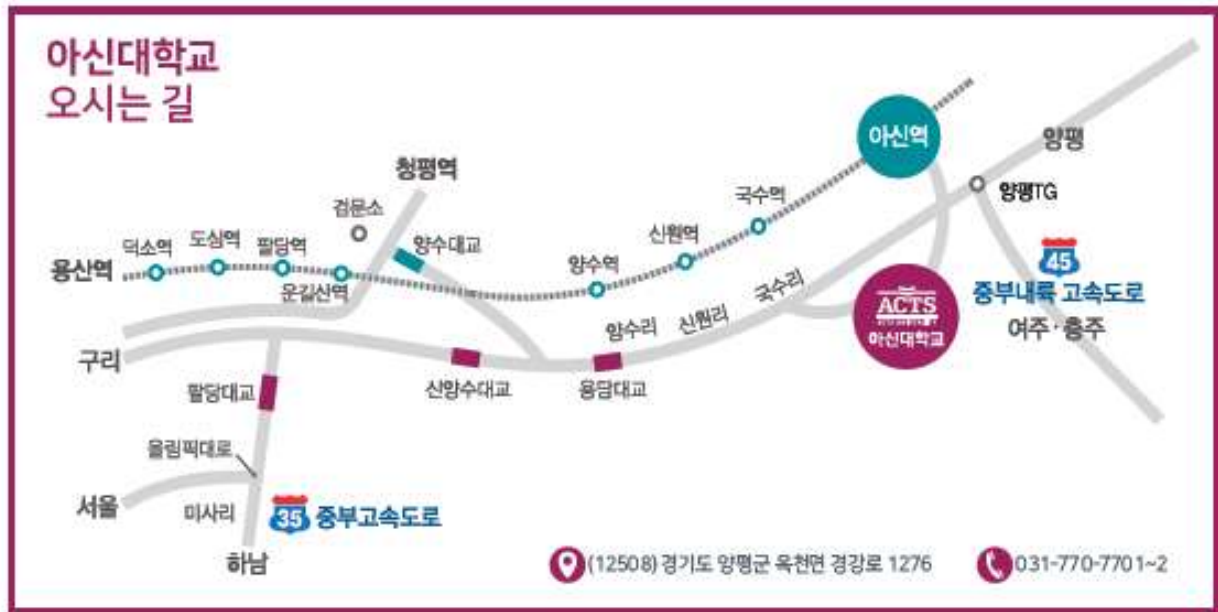 아신대학교
오시는 길
청평역
검문소
양수대교
덕소역
도심역
팔당역
운길산역
용산역
양수역
신원역
국수역
아신역
양평
양평TG
45
중부내륙 고속도로
여주·충주
ACTS
아신대학교
양수리
신원리
국수리
구리
팔당대교
신양수대교
용담대교
올림픽대로
서울
미사리
하남
35
중부고속도로
(12508) 경기도 양평군 옥천면 경강로 1276
031-770-7701~2